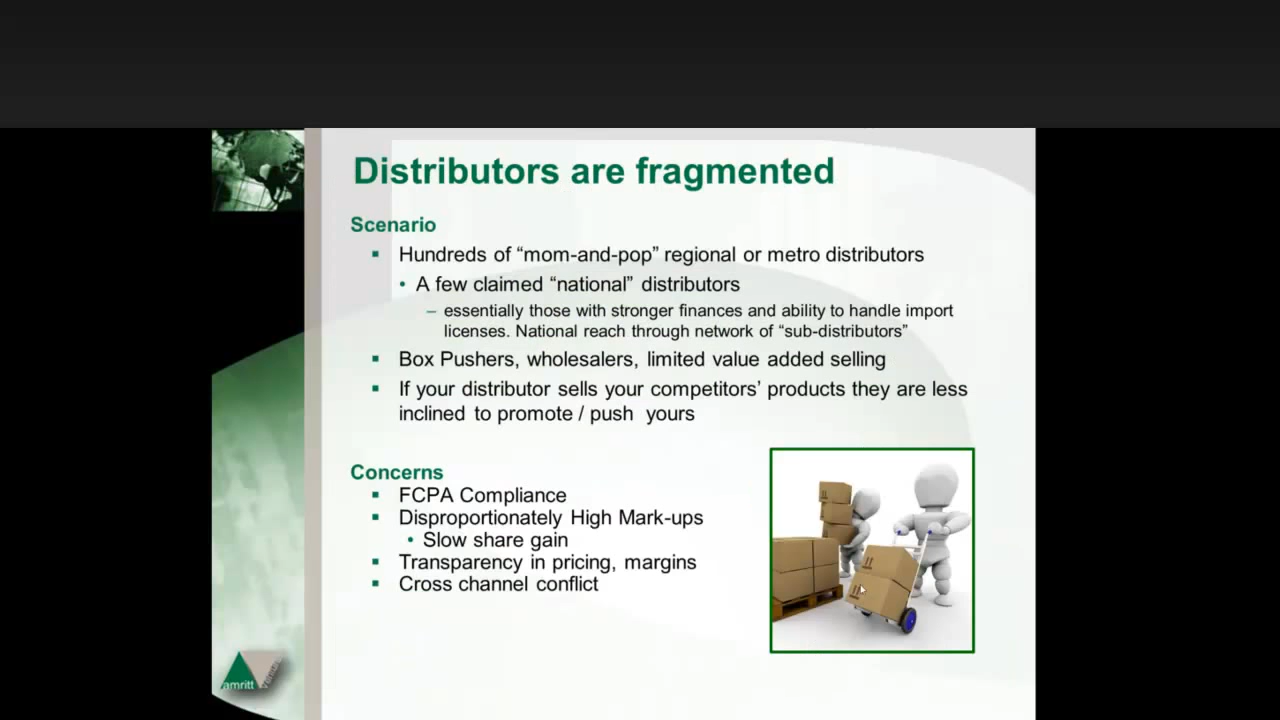 Distributors are fragmented
Scenario
Hundreds of “mom-and-pop” regional or metro distributors
A few claimed “national” distributors
– essentially those with stronger finances and ability to handle import
licenses. National reach through network of “sub-distributors”
Box Pushers, wholesalers, limited value added selling
If your distributor sells your competitors’ products they are less
inclined to promote / push yours
Concerns
FCPA Compliance
Disproportionately High Mark-ups
Slow share gain
Transparency in pricing, margins
Cross channel conflict
amritt